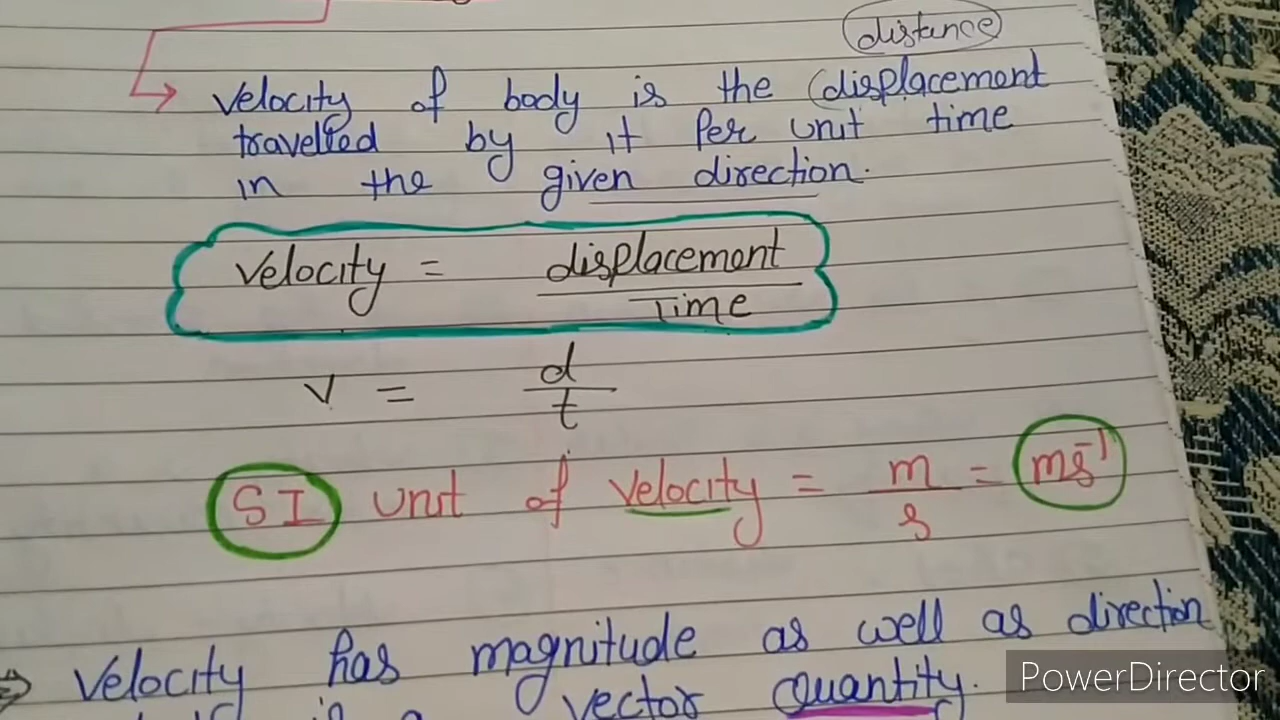 distance
Velocity of body is the (displacement
travelled by it Per unit time
in the given direction.
Velocity = displacement
Time
V = d
t
SI unit of velocity = m = ms⁻¹
s
⇒ Velocity has magnitude as well as direction
is a vector quantity.
PowerDirector